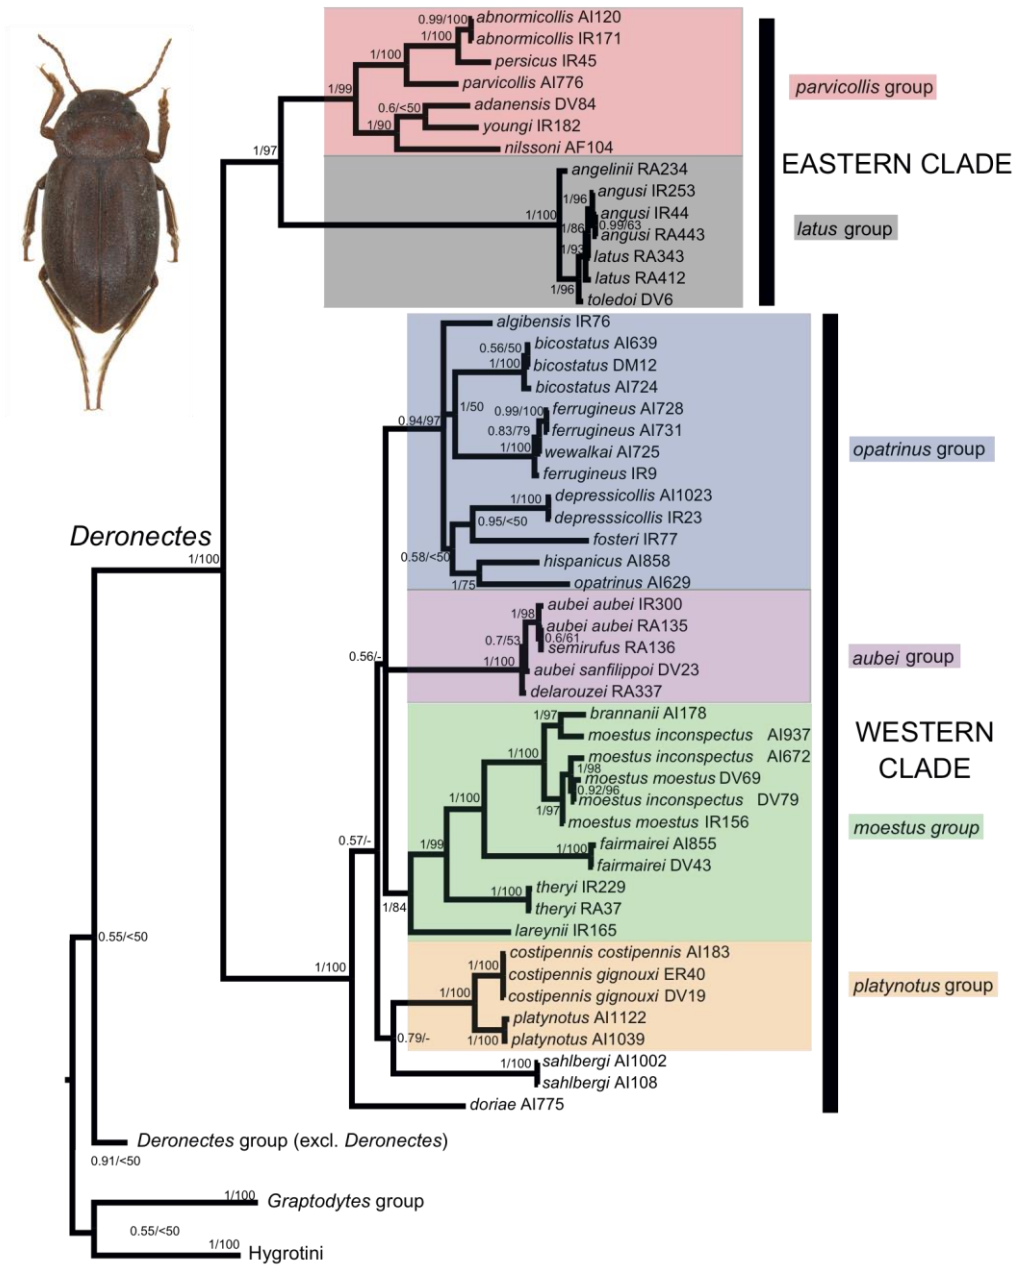 0.99/100 abnormicollis AI120
1/100 abnormicollis IR171
persicus IR45
1/100
parvicollis AI776
parvicollis group
1/99
0.6/<50 adanensis DV84
1/90 youngi IR182
nilssoni AF104
1/97
EASTERN CLADE
angelinii RA234
1/96 angusi IR253
1/100 angusi IR44
1/86 0.99/63
angusi RA443
latus group
1/93 latus RA343
latus RA412
1/96
toledoi DV6
algibensis IR76
0.56/50 bicostatus AI639
1/100 bicostatus DM12
bicostatus AI724
1/50
0.94/97
0.99/100 ferrugineus AI728
0.83/79 ferrugineus AI731
1/100 wewalkai AI725
opatrinus group
ferrugineus IR9
1/100 depressicollis AI1023
0.95/<50 depresssicollis IR23
fosteri IR77
0.58/<50
hispanicus AI858
1/75 opatrinus AI629
Deronectes
1/100
1/98 aubei aubei IR300
aubei aubei RA135
0.7/53 0.6/61
semirufus RA136
0.56/-
1/100 aubei sanfilippoi DV23
aubei group
delarouzei RA337
1/97 brannanii AI178
moestus inconspectus AI937
WESTERN
CLADE
1/100 moestus inconspectus AI672
1/98
moestus moestus DV69
0.92/96
1/100 moestus inconspectus DV79
1/97
moestus moestus IR156
moestus group
0.57/-
1/99
1/100 fairmairei AI855
fairmairei DV43
1/100 theryi IR229
1/84 theryi RA37
lareynii IR165
0.55/<50
1/100
costipennis costipennis AI183
1/100 costipennis gignouxi ER40
1/100 costipennis gignouxi DV19
platynotus group
platynotus AI1122
0.79/- 1/100 platynotus AI1039
1/100 sahlbergi AI1002
sahlbergi AI108
doriae AI775
Deronectes group (excl. Deronectes)
0.91/<50
1/100 Graptodytes group
0.55/<50
1/100 Hygrotini